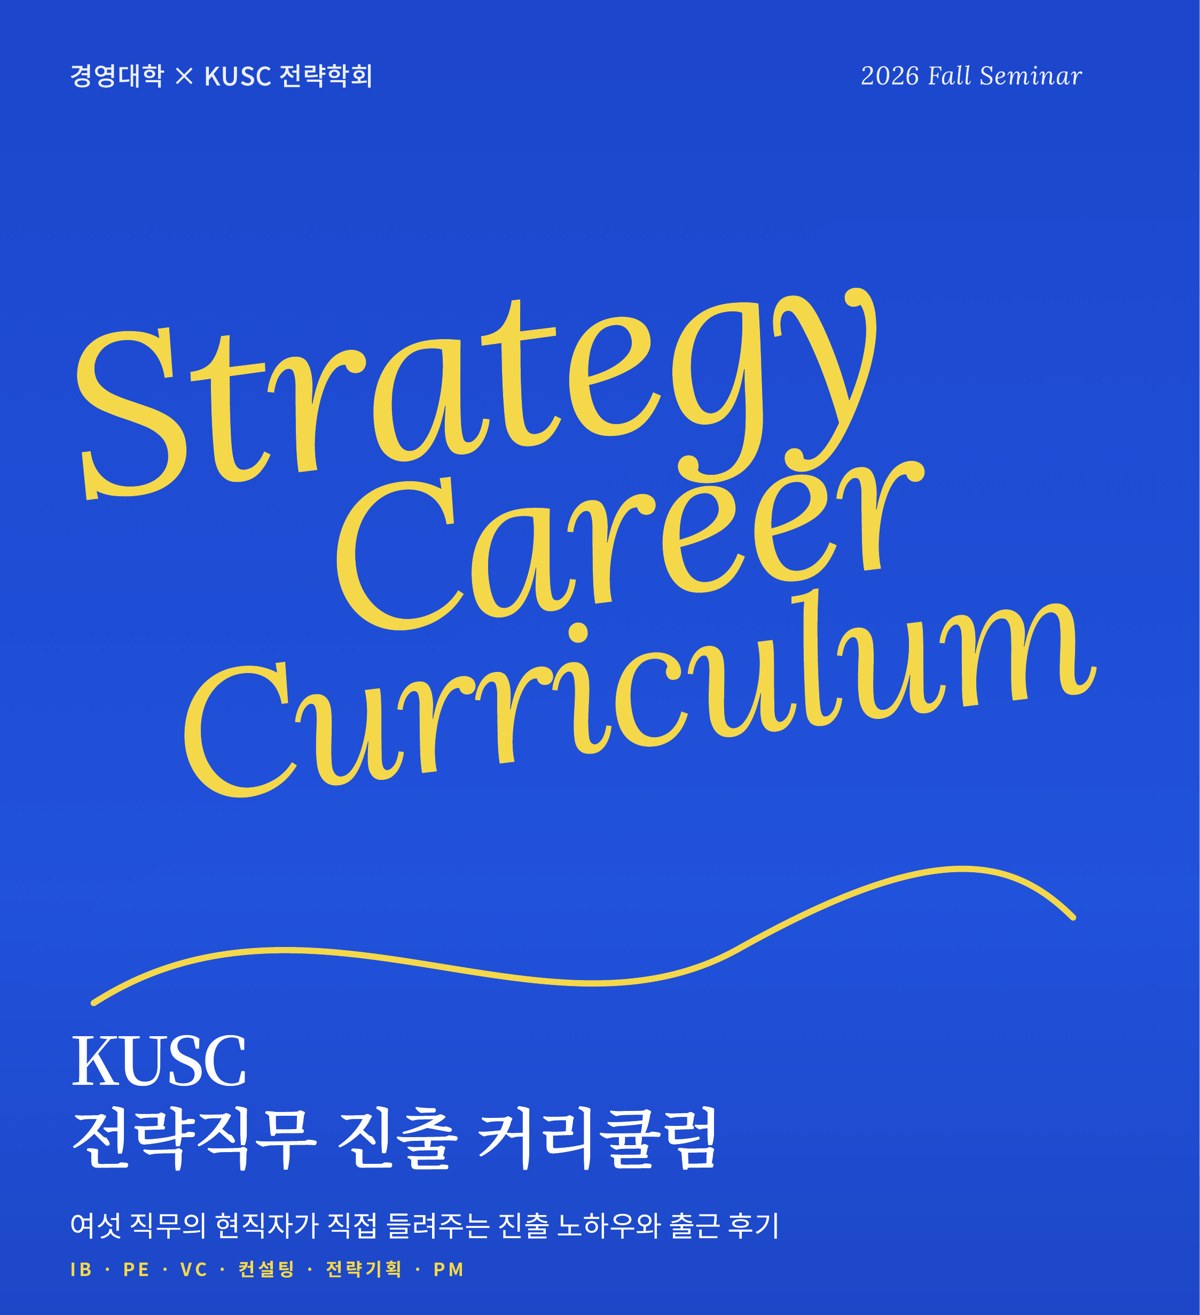 경영대학 × KUSC 전략학회
2026 Fall Seminar
Strategy
Career
Curriculum
KUSC
전략직무 진출 커리큘럼
여섯 직무의 현직자가 직접 들려주는 진출 노하우와 출근 후기
IB · PE · VC · 컨설팅 · 전략기획 · PM